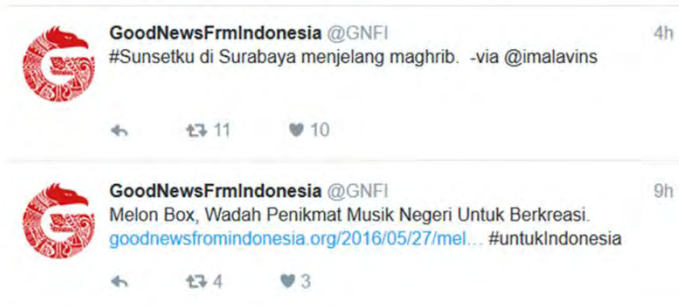 GoodNewsFrmIndonesia @GNFI 4h
#Sunsetku di Surabaya menjelang maghrib. -via @imalavins
11 10
GoodNewsFrmIndonesia @GNFI 9h
Melon Box, Wadah Penikmat Musik Negeri Untuk Berkreasi.
goodnewsfromindonesia.org/2016/05/27/mel... #untukIndonesia
4 3